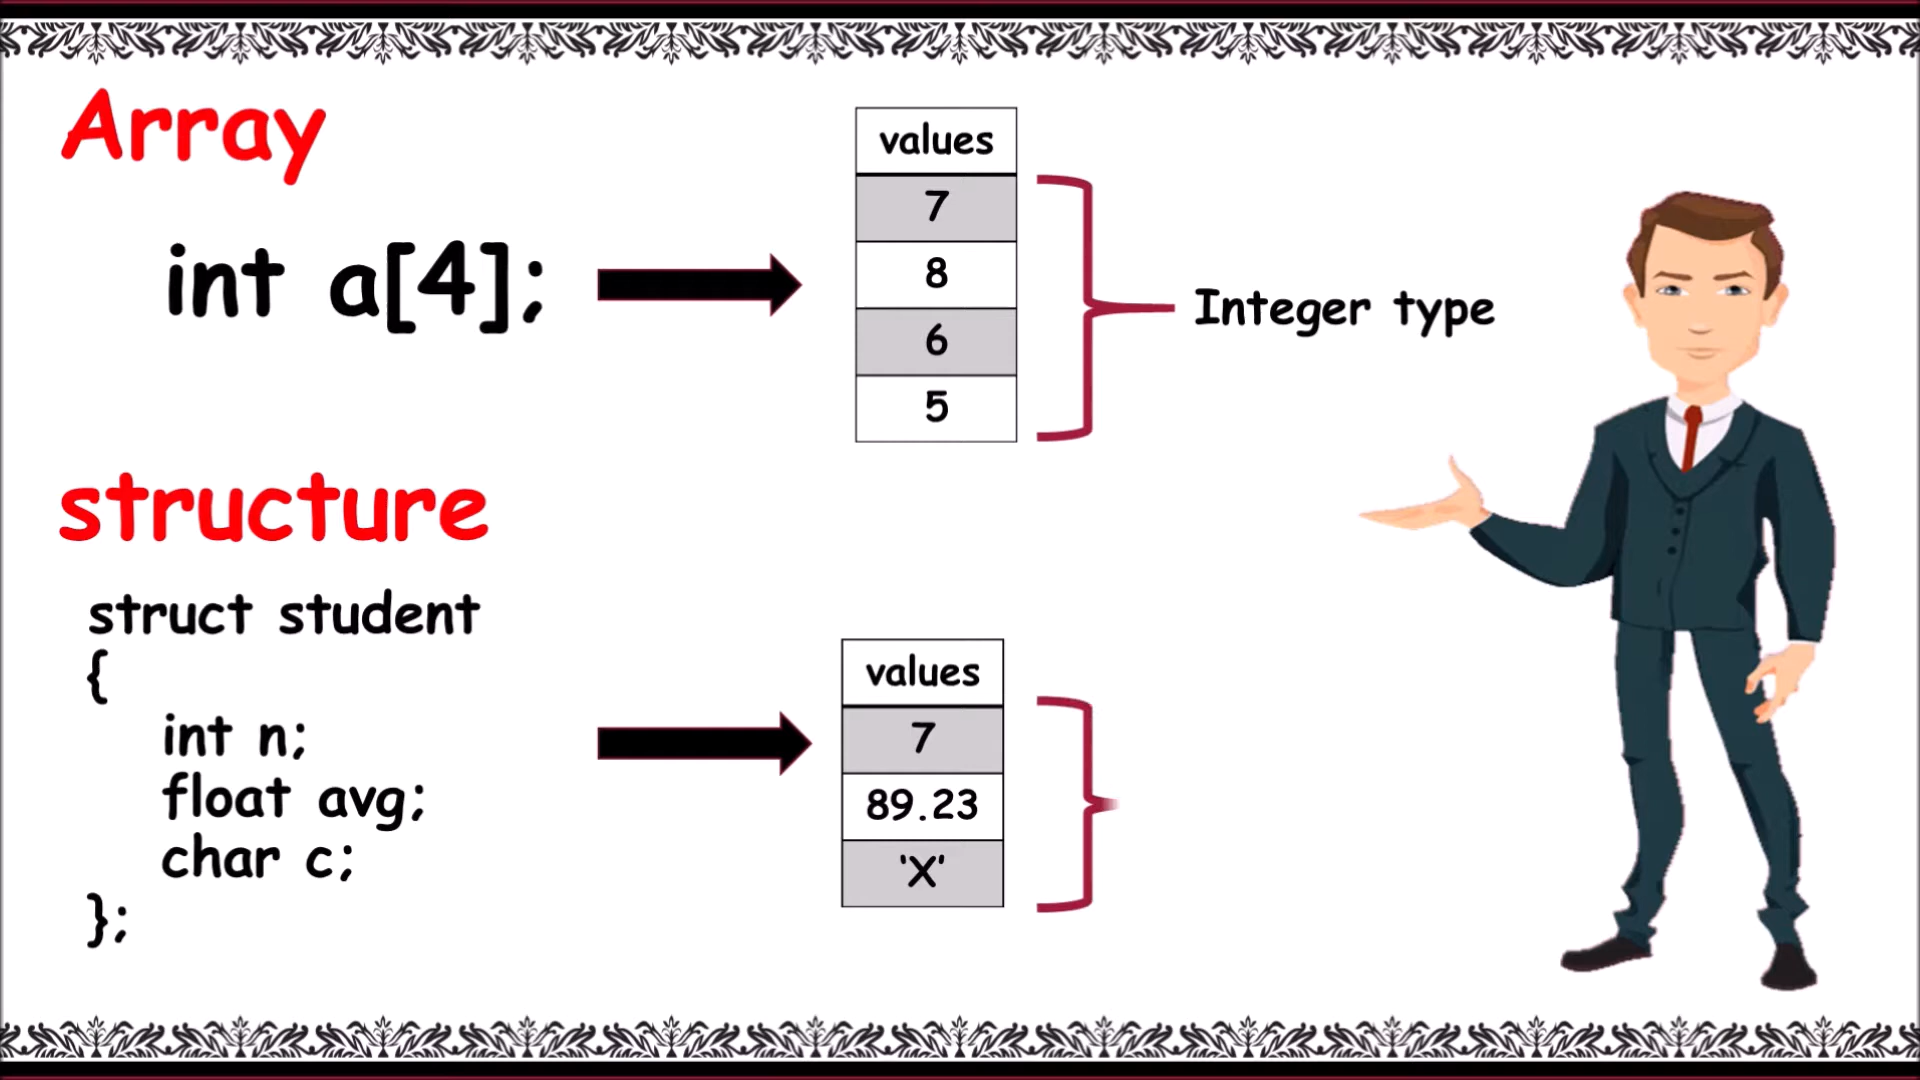 Array
int a[4];
values
7
8
6
5
Integer type
structure
struct student
{
int n;
float avg;
char c;
};
values
7
89.23
'X'